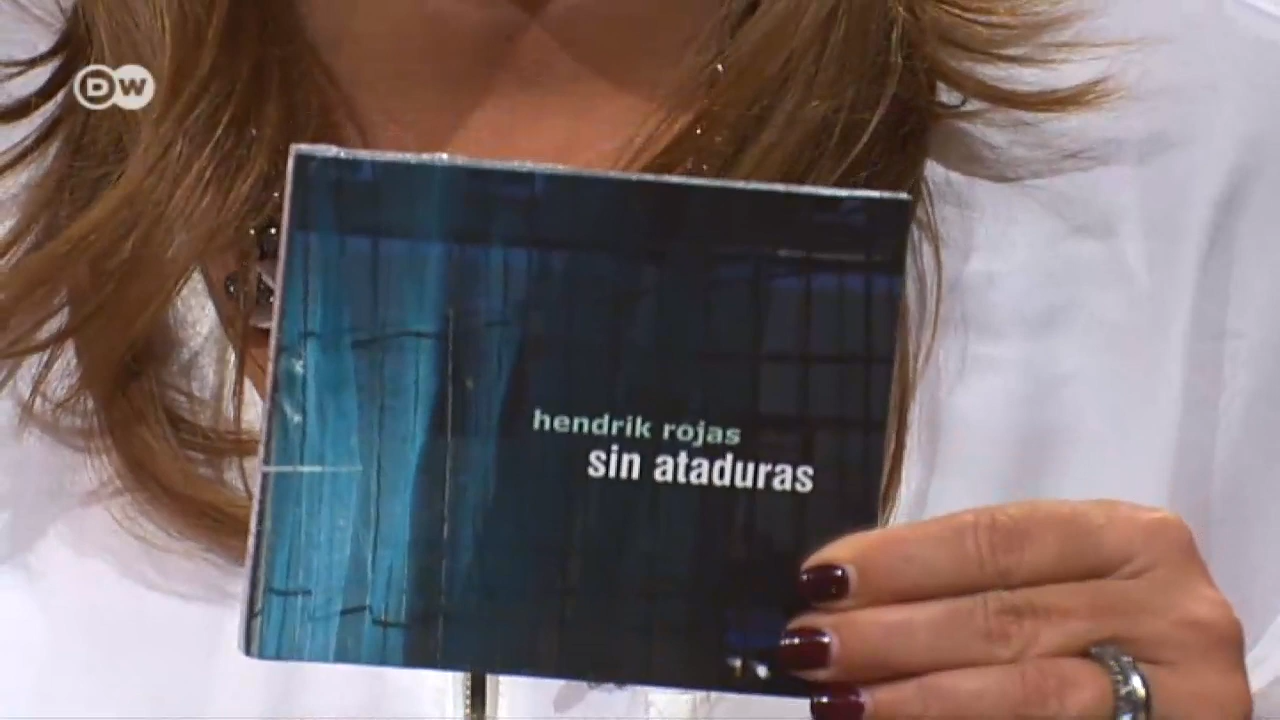 DW
hendrik rojas
sin ataduras